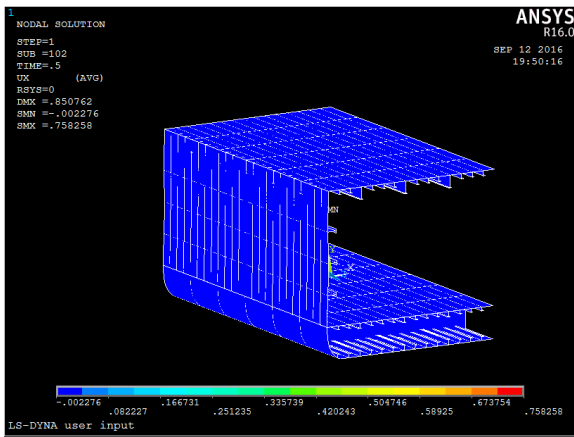 1
NODAL SOLUTION
STEP=1
SUB =102
TIME=.5
UX (AVG)
RSYS=0
DMX =.850762
SMN =-.002276
SMX =.758258
ANSYS
R16.0
SEP 12 2016
19:50:16
MN
X
-.002276 .166731 .335739 .504746 .673754
.082227 .251235 .420243 .58925 .758258
LS-DYNA user input